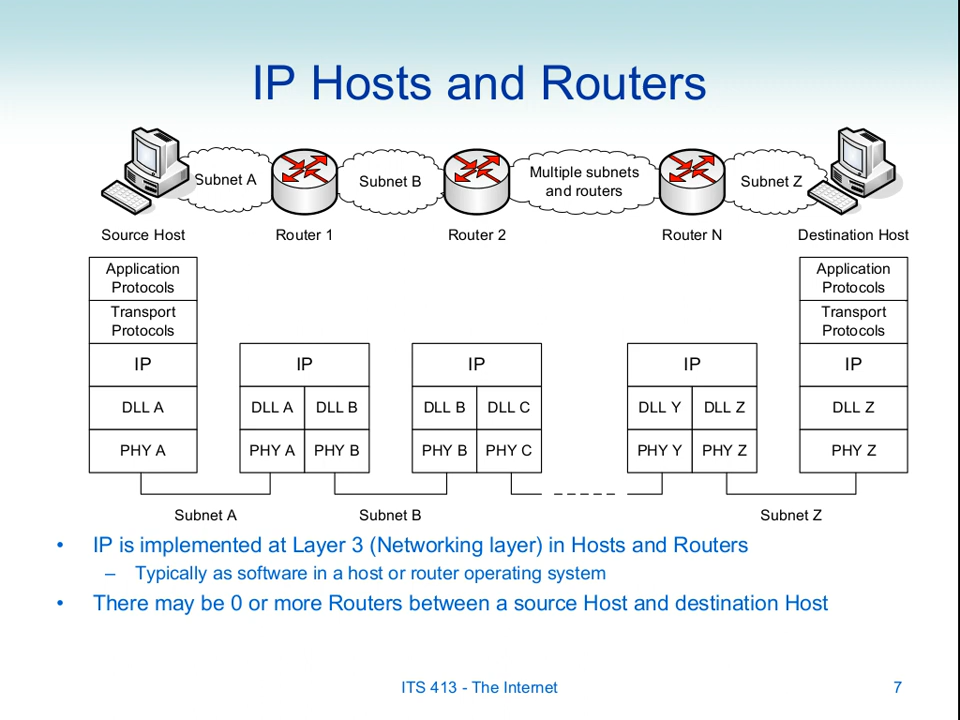 IP Hosts and Routers
Subnet A
Subnet B
Multiple subnets
and routers
Subnet Z
Source Host
Router 1
Router 2
Router N
Destination Host
Application
Protocols
Transport
Protocols
IP
DLL A
PHY A
IP
DLL A
DLL B
PHY A
PHY B
IP
DLL B
DLL C
PHY B
PHY C
IP
DLL Y
DLL Z
PHY Y
PHY Z
Application
Protocols
Transport
Protocols
IP
DLL Z
PHY Z
Subnet A
Subnet B
Subnet Z
• IP is implemented at Layer 3 (Networking layer) in Hosts and Routers
– Typically as software in a host or router operating system
• There may be 0 or more Routers between a source Host and destination Host
ITS 413 - The Internet
7